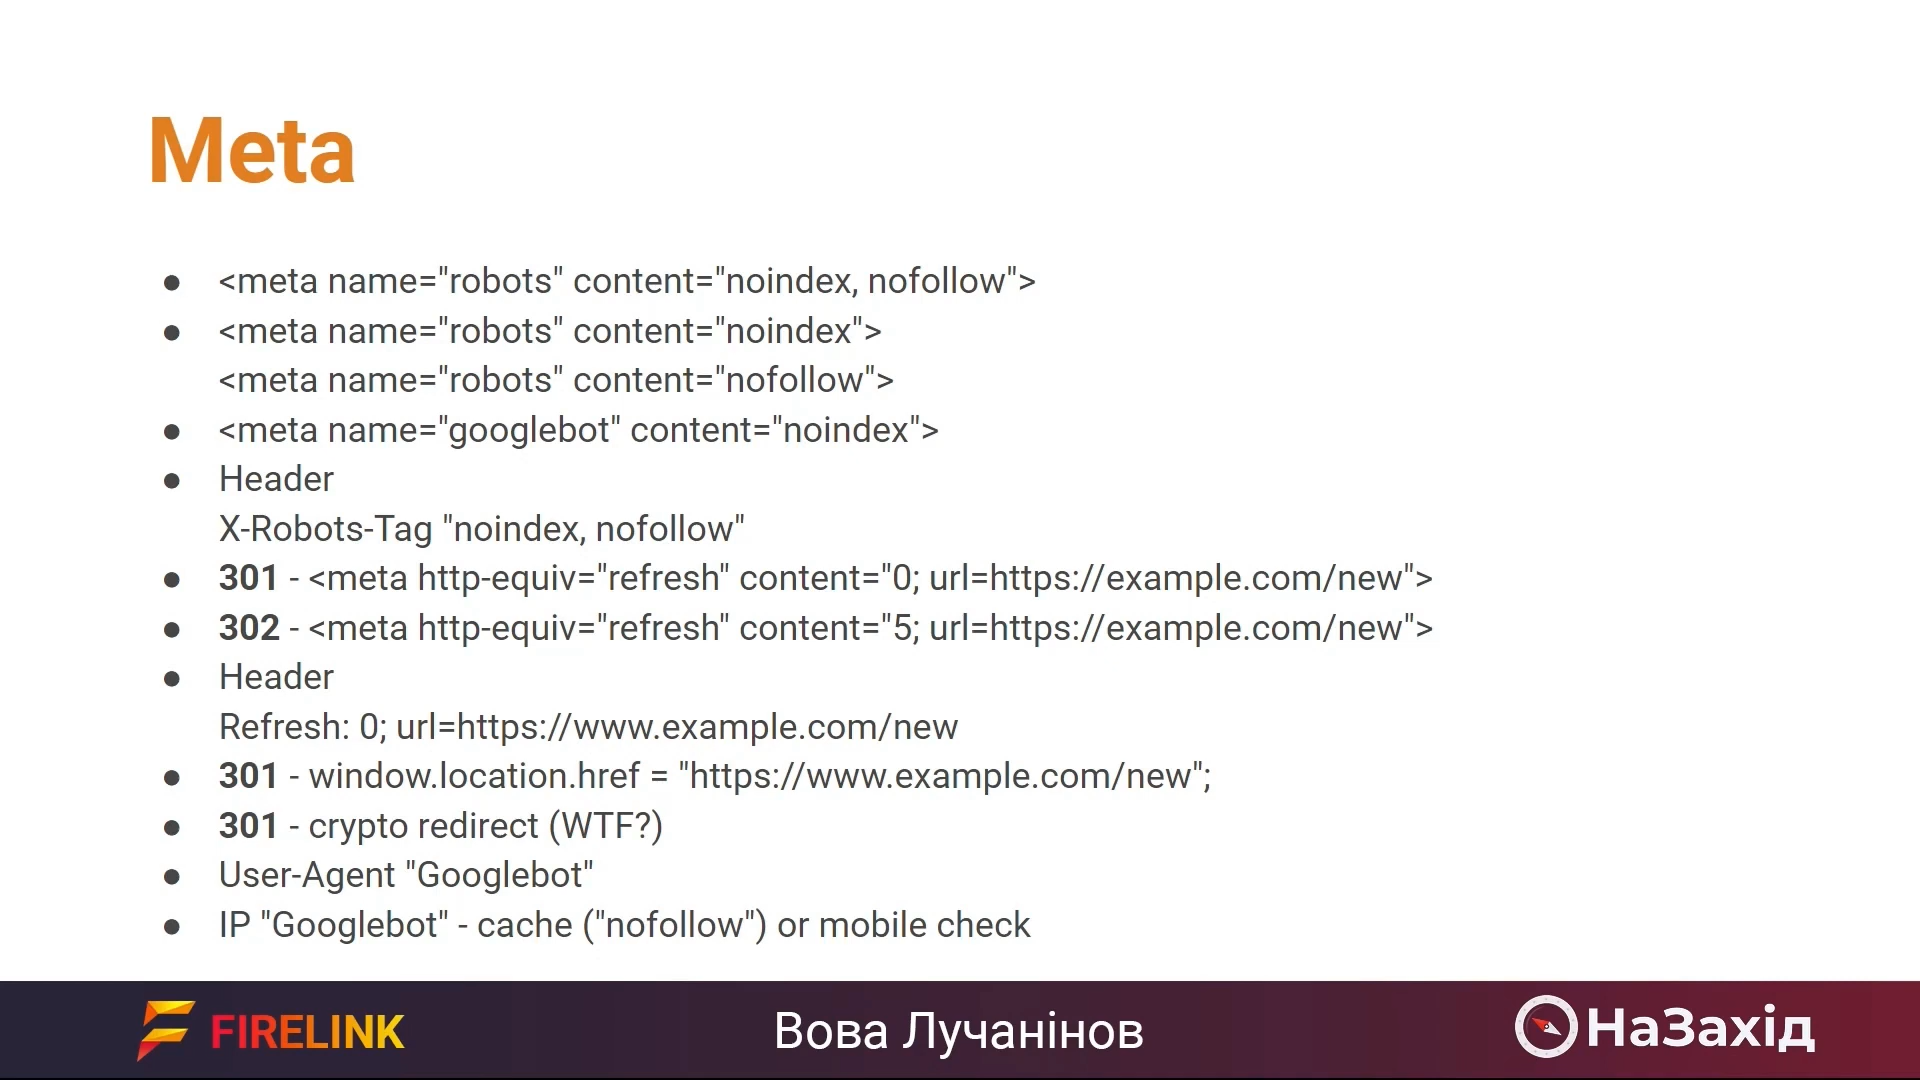 Meta
● <meta name="robots" content="noindex, nofollow">
● <meta name="robots" content="noindex">
<meta name="robots" content="nofollow">
● <meta name="googlebot" content="noindex">
● Header
X-Robots-Tag "noindex, nofollow"
● 301 - <meta http-equiv="refresh" content="0; url=https://example.com/new">
● 302 - <meta http-equiv="refresh" content="5; url=https://example.com/new">
● Header
Refresh: 0; url=https://www.example.com/new
● 301 - window.location.href = "https://www.example.com/new";
● 301 - crypto redirect (WTF?)
● User-Agent "Googlebot"
● IP "Googlebot" - cache ("nofollow") or mobile check
FIRELINK
Вова Лучанінов
НаЗахід